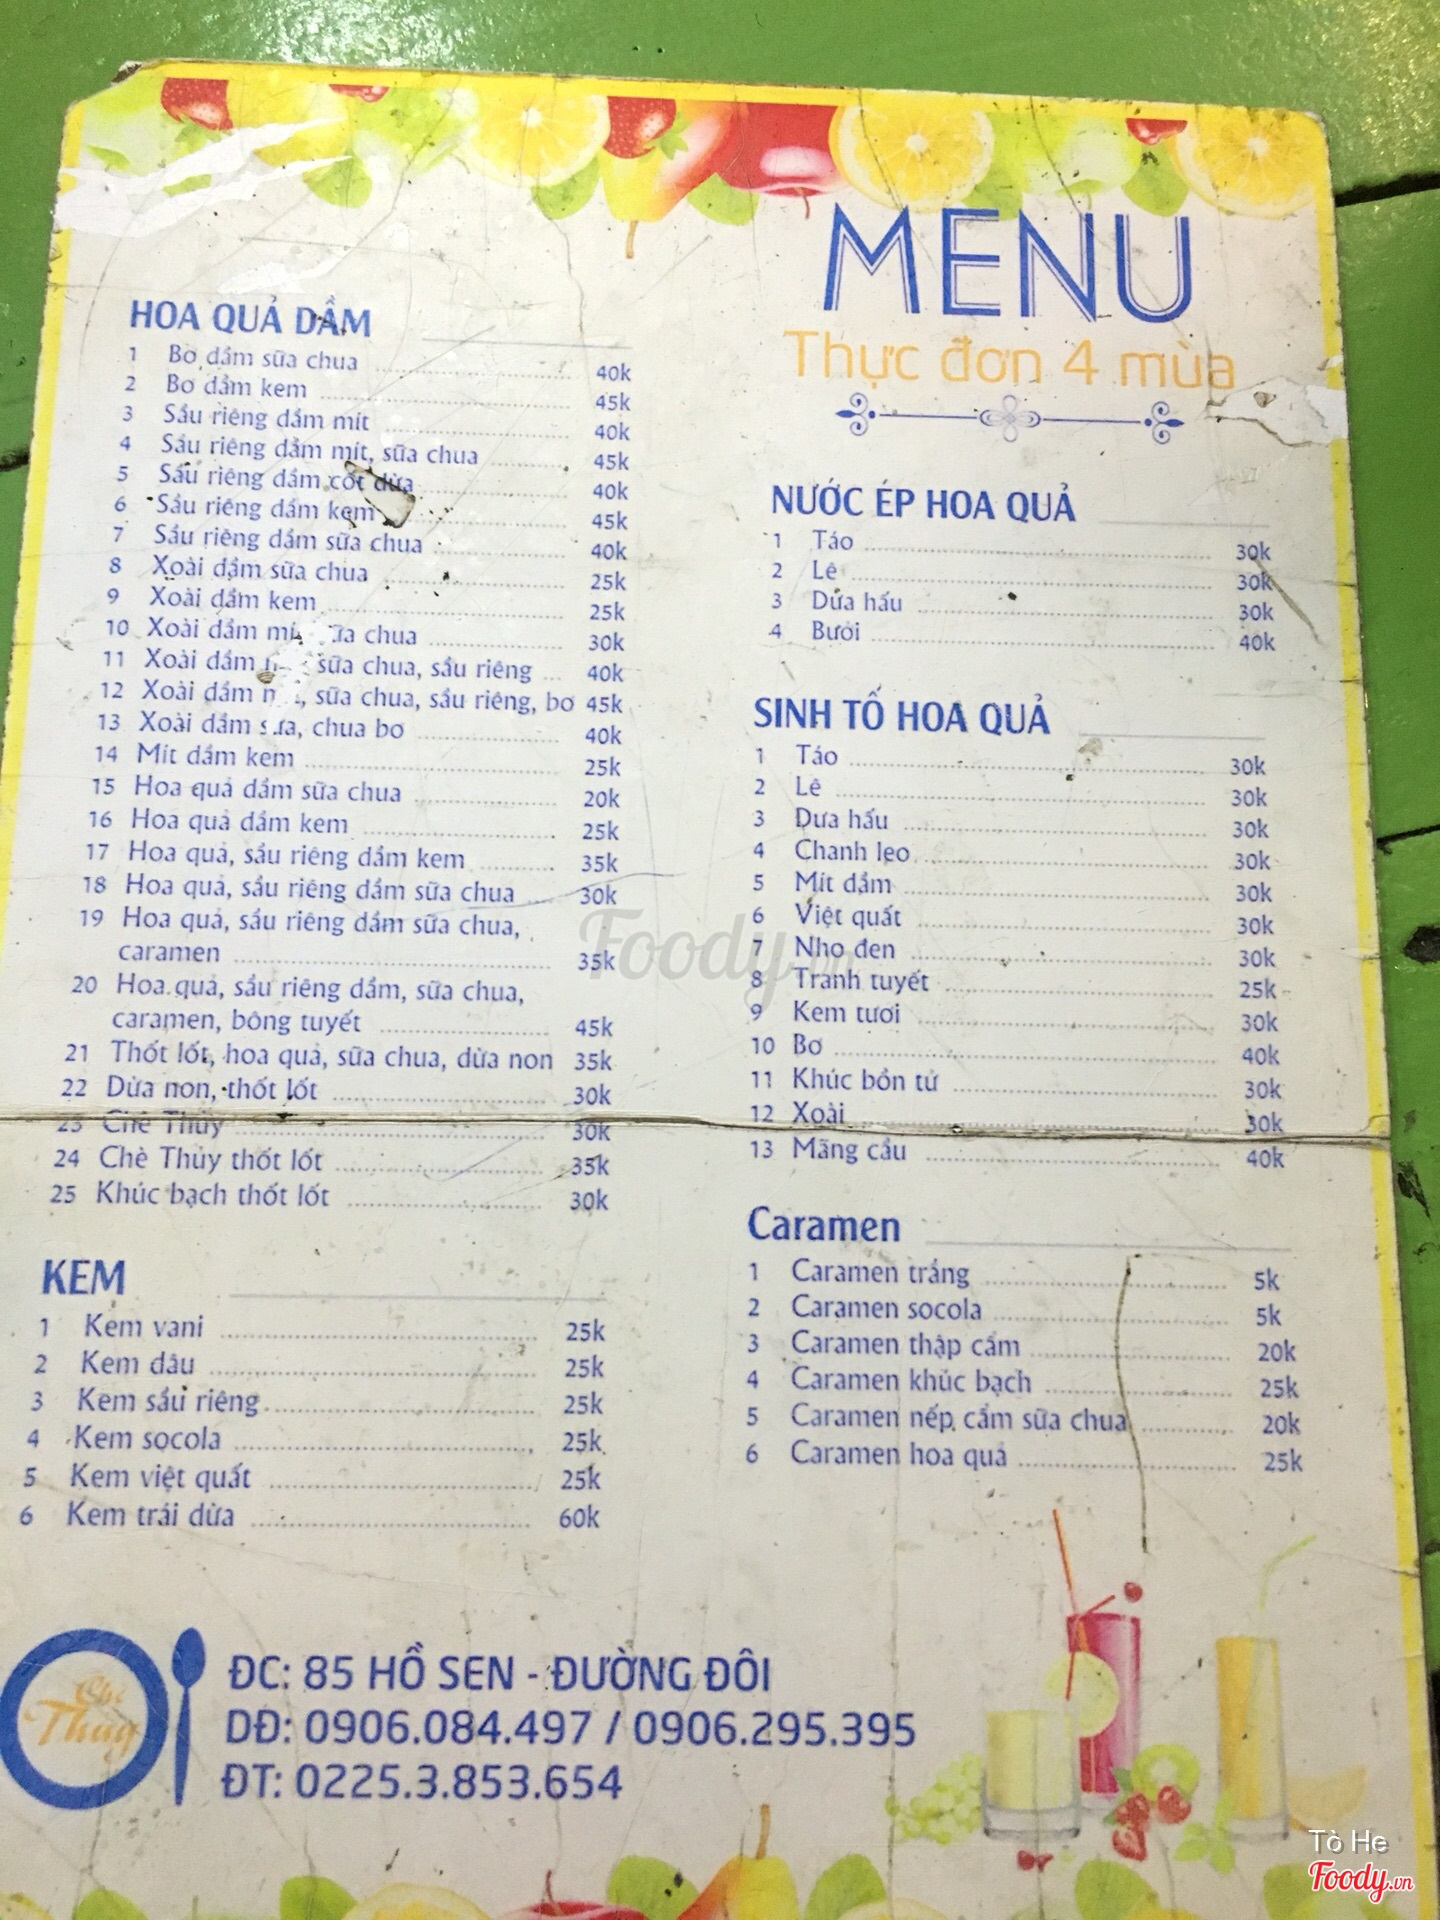 MENU
Thực đơn 4 mùa
HOA QUẢ DẦM
1 Bơ dầm sữa chua 40k
2 Bơ dầm kem 45k
3 Sầu riêng dầm mít 40k
4 Sầu riêng dầm mít, sữa chua 45k
5 Sầu riêng dầm cốt dừa 40k
6 Sầu riêng dầm kem 45k
7 Sầu riêng dầm sữa chua 40k
8 Xoài dầm sữa chua 25k
9 Xoài dầm kem 25k
10 Xoài dầm chua 30k
11 Xoài dầm sữa chua, sầu riêng 40k
12 Xoài dầm sữa chua, sầu riêng, bơ 45k
13 Xoài dầm sữa, chua bơ 40k
14 Mít dầm kem 25k
15 Hoa quả dầm sữa chua 20k
16 Hoa quả dầm kem 25k
17 Hoa quả, sầu riêng dầm kem 35k
18 Hoa quả, sầu riêng dầm sữa chua 30k
19 Hoa quả, sầu riêng dầm sữa chua,
caramen 35k
20 Hoa quả, sầu riêng dầm, sữa chua,
caramen, bông tuyết 45k
21 Thốt lốt, hoa quả, sữa chua, dừa non 35k
22 Dừa non, thốt lốt 30k
23 Chè Thủy 30k
24 Chè Thủy thốt lốt 35k
25 Khúc bạch thốt lốt 30k
KEM
1 Kem vani 25k
2 Kem dâu 25k
3 Kem sầu riêng 25k
4 Kem socola 25k
5 Kem việt quất 25k
6 Kem trái dừa 60k
NƯỚC ÉP HOA QUẢ
1 Táo 30k
2 Lê 30k
3 Dưa hấu 30k
4 Bưởi 40k
SINH TỐ HOA QUẢ
1 Táo 30k
2 Lê 30k
3 Dưa hấu 30k
4 Chanh leo 30k
5 Mít dầm 30k
6 Việt quất 30k
7 Nho đen 30k
8 Tranh tuyết 25k
9 Kem tươi 30k
10 Bơ 40k
11 Khúc bồn tử 30k
12 Xoài 30k
13 Mãng cầu 40k
Caramen
1 Caramen trắng 5k
2 Caramen socola 5k
3 Caramen thập cẩm 20k
4 Caramen khúc bạch 25k
5 Caramen nếp cẩm sữa chua 20k
6 Caramen hoa quả 25k
Chè
Thủy
ĐC: 85 HỒ SEN - ĐƯỜNG ĐÔI
DĐ: 0906.084.497 / 0906.295.395
ĐT: 0225.3.853.654
Foody.vn
Tò He
Foody.vn